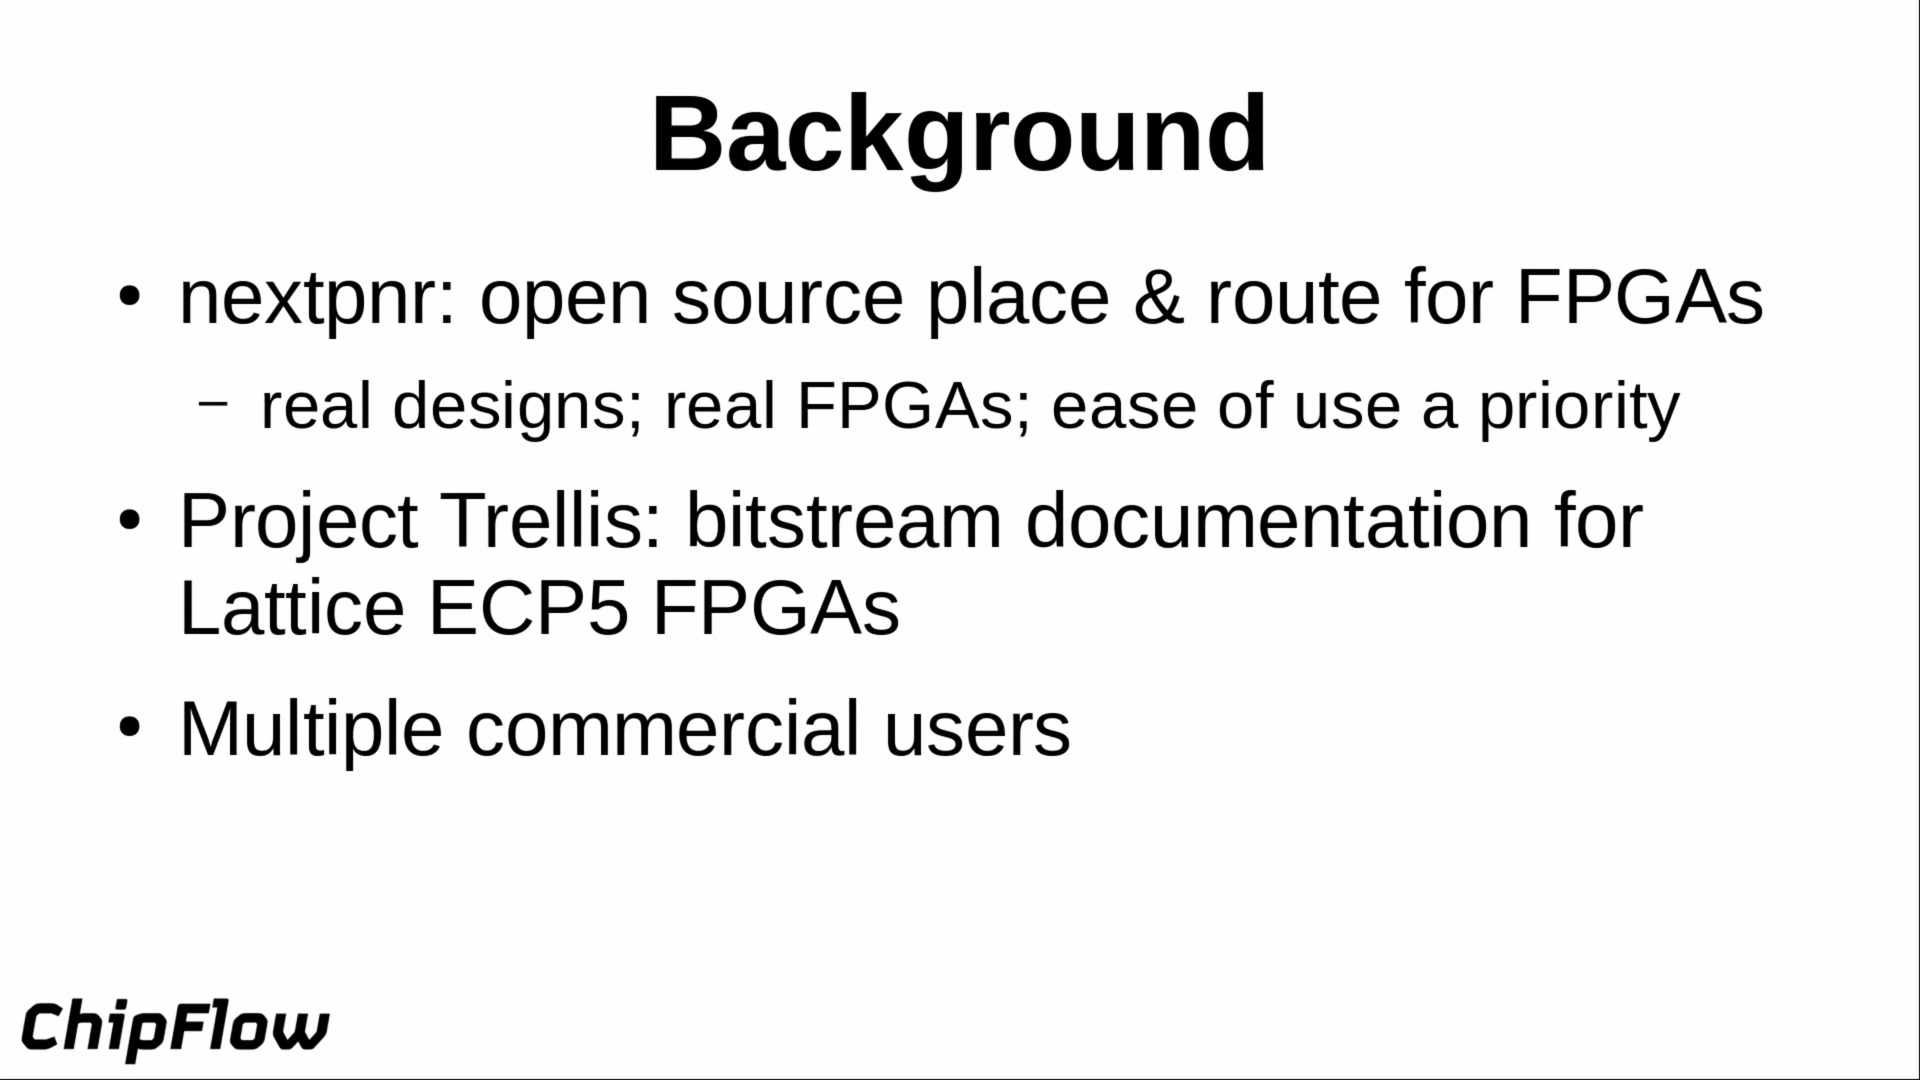 Background
• nextpnr: open source place & route for FPGAs
– real designs; real FPGAs; ease of use a priority
• Project Trellis: bitstream documentation for
Lattice ECP5 FPGAs
• Multiple commercial users
ChipFlow